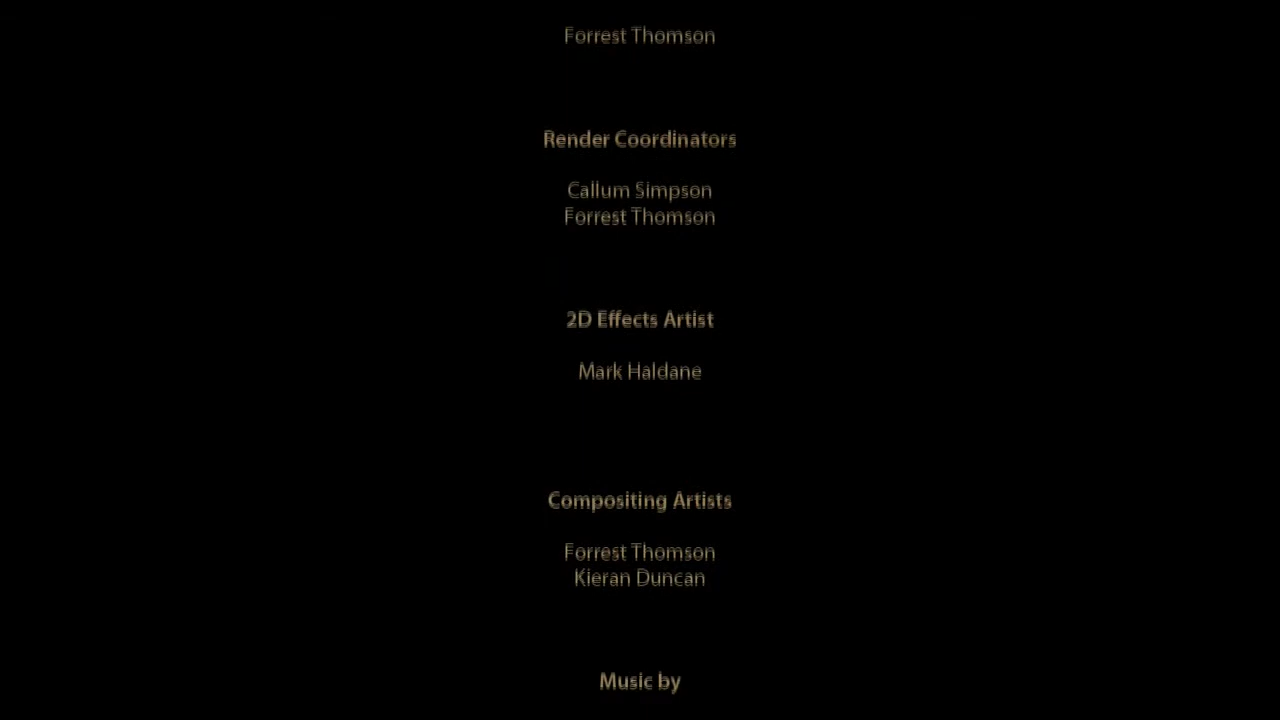 Forrest Thomson
Render Coordinators
Callum Simpson
Forrest Thomson
2D Effects Artist
Mark Haldane
Compositing Artists
Forrest Thomson
Kieran Duncan
Music by